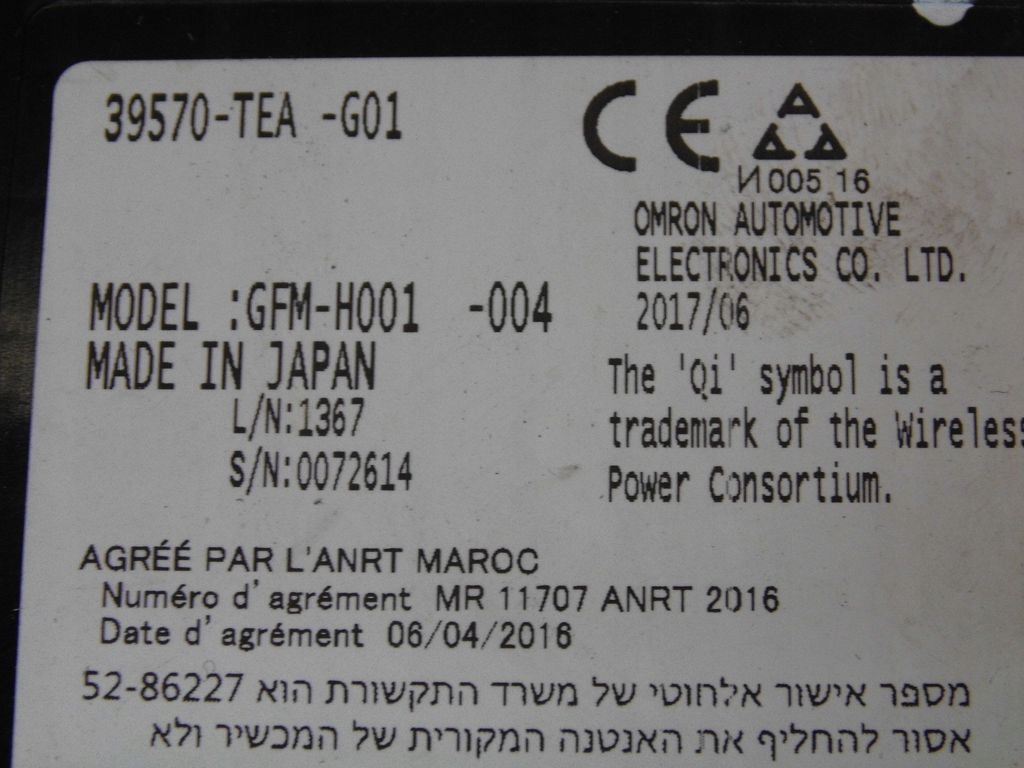 39570-TEA -G01
CE
И005 16
OMRON AUTOMOTIVE
ELECTRONICS CO. LTD.
2017/06
MODEL :GFM-H001 -004
MADE IN JAPAN
L/N:1367
S/N:0072614
The 'Qi' symbol is a
trademark of the Wireless
Power Consortium.
AGRÉÉ PAR L'ANRT MAROC
Numéro d'agrément MR 11707 ANRT 2016
Date d'agrément 06/04/2016
מספר אישור אלחוטי של משרד התקשורת הוא 52-86227
אסור להחליף את האנטנה המקורית של המכשיר ולא